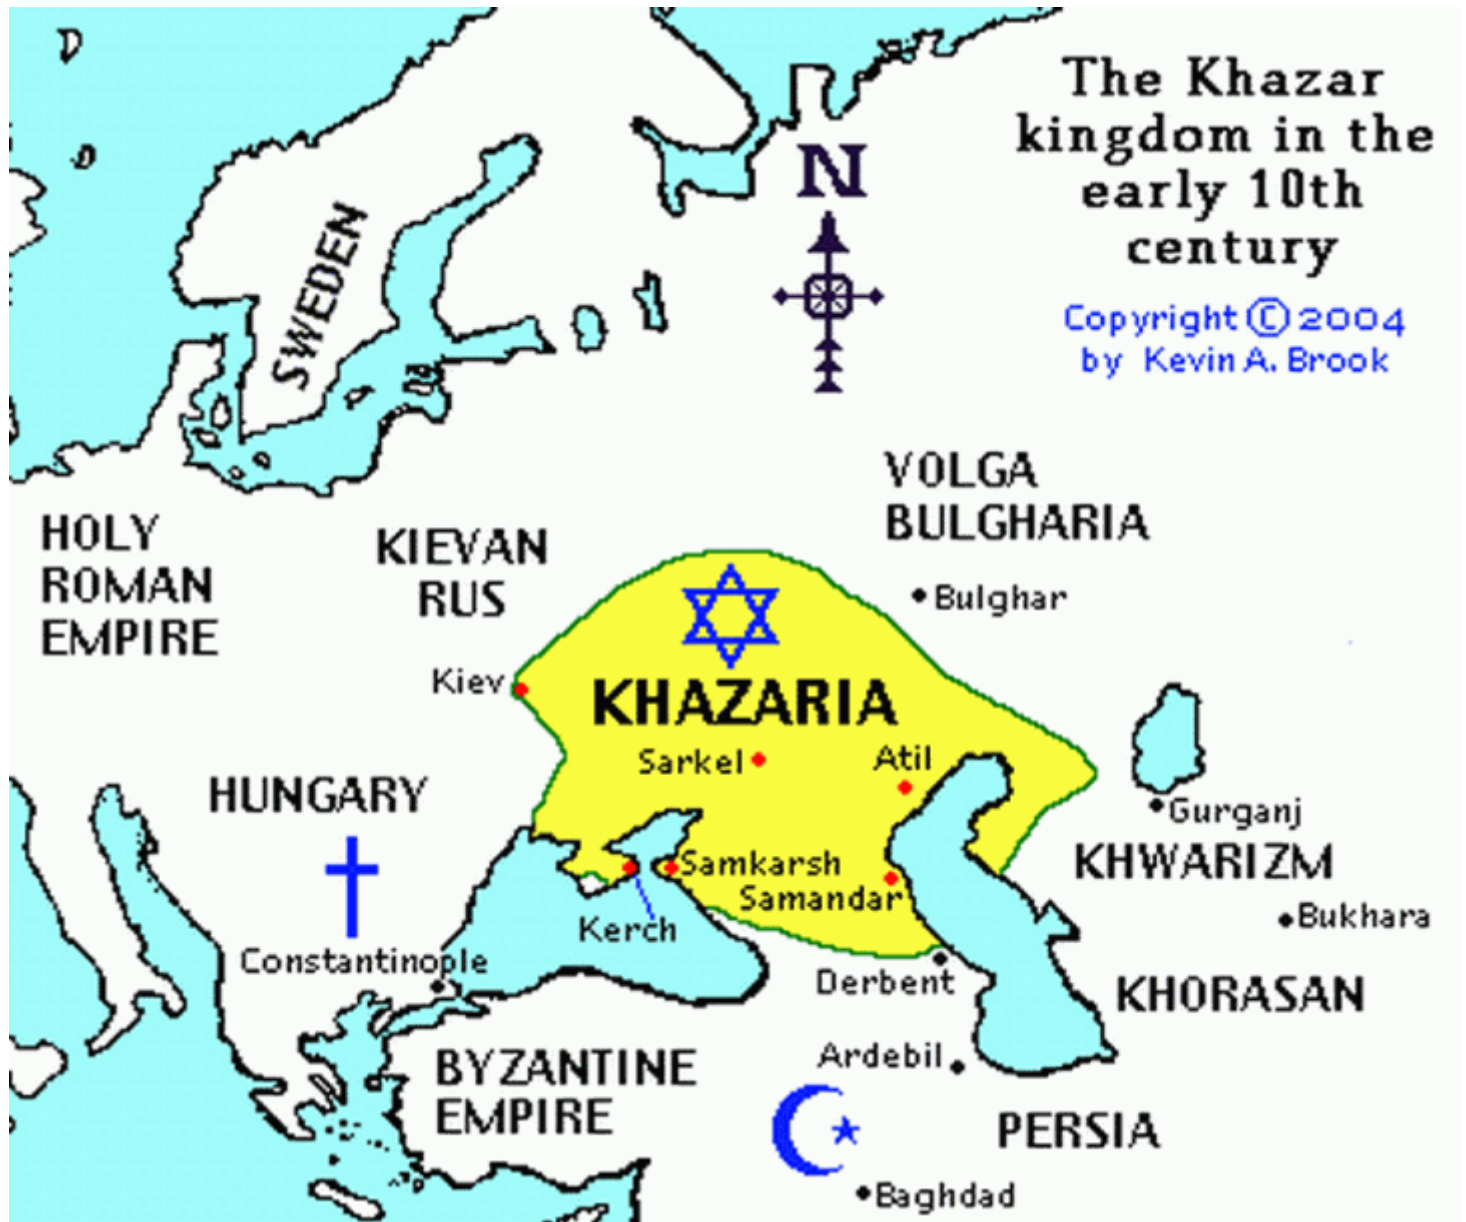 The Khazar
kingdom in the
early 10th
century
Copyright © 2004
by Kevin A. Brook
N
SWEDEN
VOLGA
BULGHARIA
HOLY
ROMAN
EMPIRE
KIEVAN
RUS
Bulghar
Kiev
KHAZARIA
Sarkel
Atil
HUNGARY
Gurganj
Samkarsh
KHWARIZM
Samandar
Kerch
Bukhara
Constantinople
Derbent
KHORASAN
BYZANTINE
EMPIRE
Ardebil
PERSIA
Baghdad